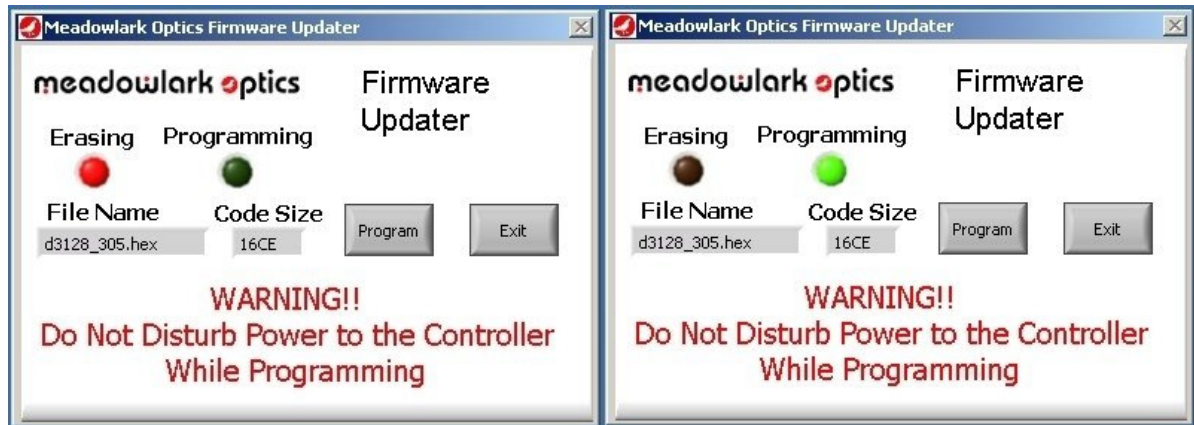 Meadowlark Optics Firmware Updater
meadowlark optics
Firmware
Updater
Erasing Programming
File Name Code Size
d3128_305.hex 16CE Program Exit
WARNING!!
Do Not Disturb Power to the Controller
While Programming
Meadowlark Optics Firmware Updater
meadowlark optics
Firmware
Updater
Erasing Programming
File Name Code Size
d3128_305.hex 16CE Program Exit
WARNING!!
Do Not Disturb Power to the Controller
While Programming